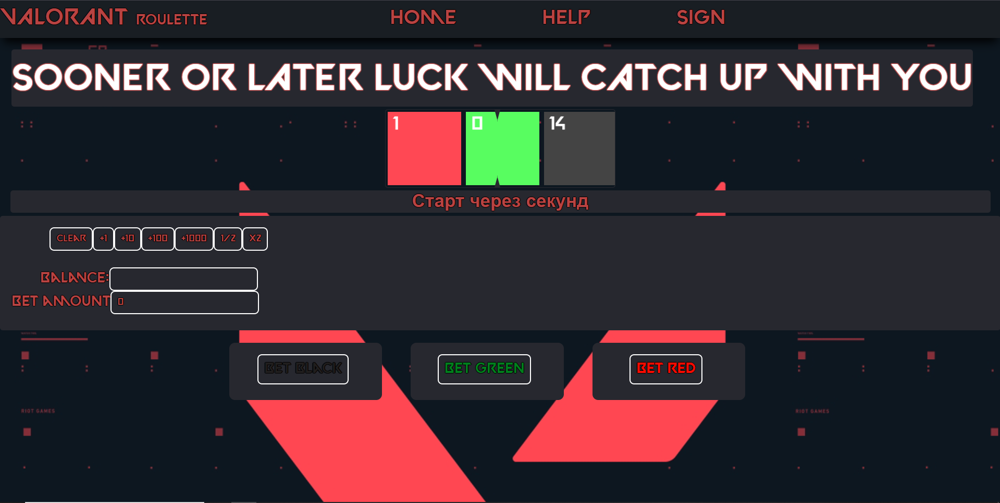 VALORANT ROULETTE HOME HELP SIGN
SOONER OR LATER LUCK WILL CATCH UP WITH YOU
1 0 14
Старт через секунд
CLEAR +1 +10 +100 +1000 1/2 X2
BALANCE:
BET AMOUNT 0
BET BLACK BET GREEN BET RED
RIOT GAMES RIOT GAMES